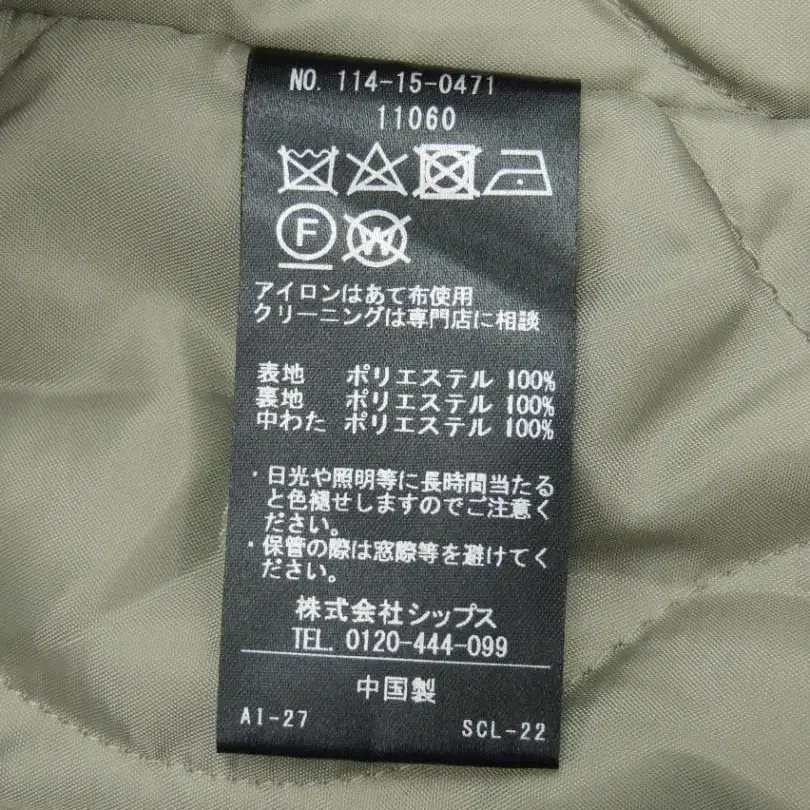 NO. 114-15-0471
11060
F W
アイロンはあて布使用
クリーニングは専門店に相談
表地 ポリエステル 100%
裏地 ポリエステル 100%
中わた ポリエステル 100%
・日光や照明等に長時間当たる
と色褪せしますのでご注意く
ださい。
・保管の際は窓際等を避けてく
ださい。
株式会社シップス
TEL. 0120-444-099
中国製
AI-27 SCL-22